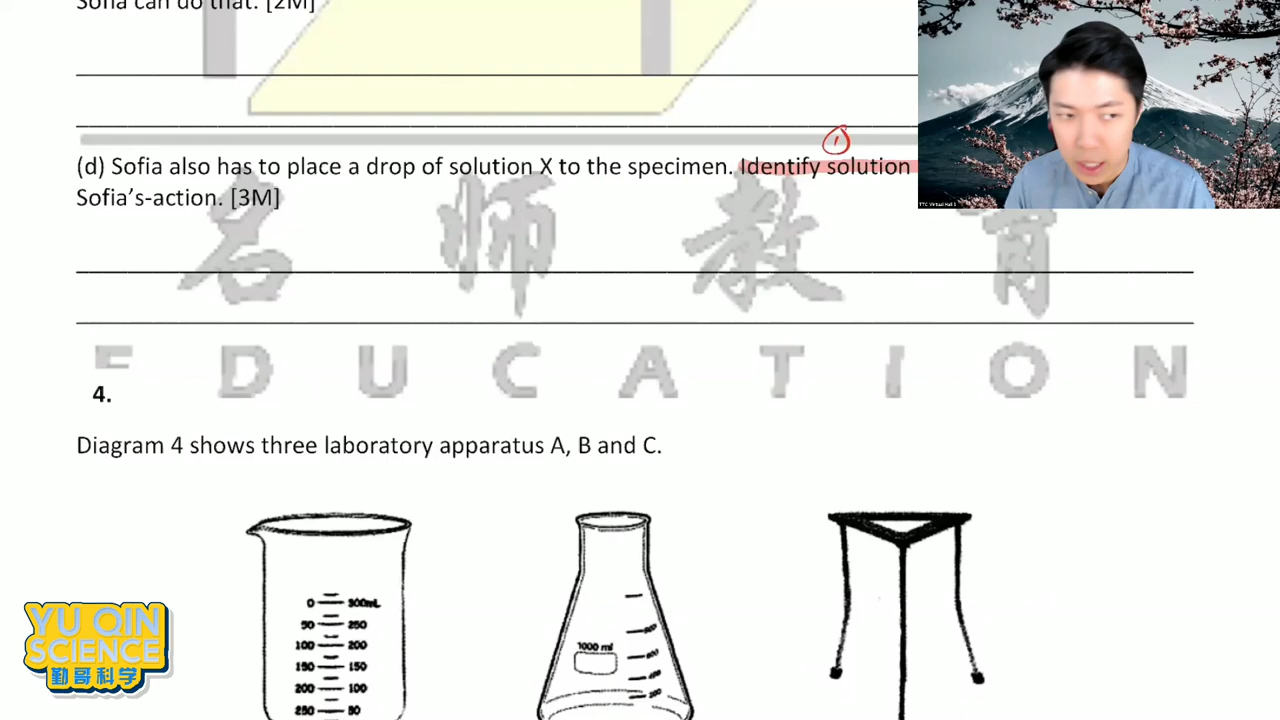 Sofia can do that. [2M]
(d) Sofia also has to place a drop of solution X to the specimen. Identify solution
Sofia's-action. [3M]
1
名师教育
EDUCATION
4.
Diagram 4 shows three laboratory apparatus A, B and C.
0 300mL
50 250
100 200
150 150
200 100
250 50
1000 ml
YU QIN
SCIENCE
勤哥科学